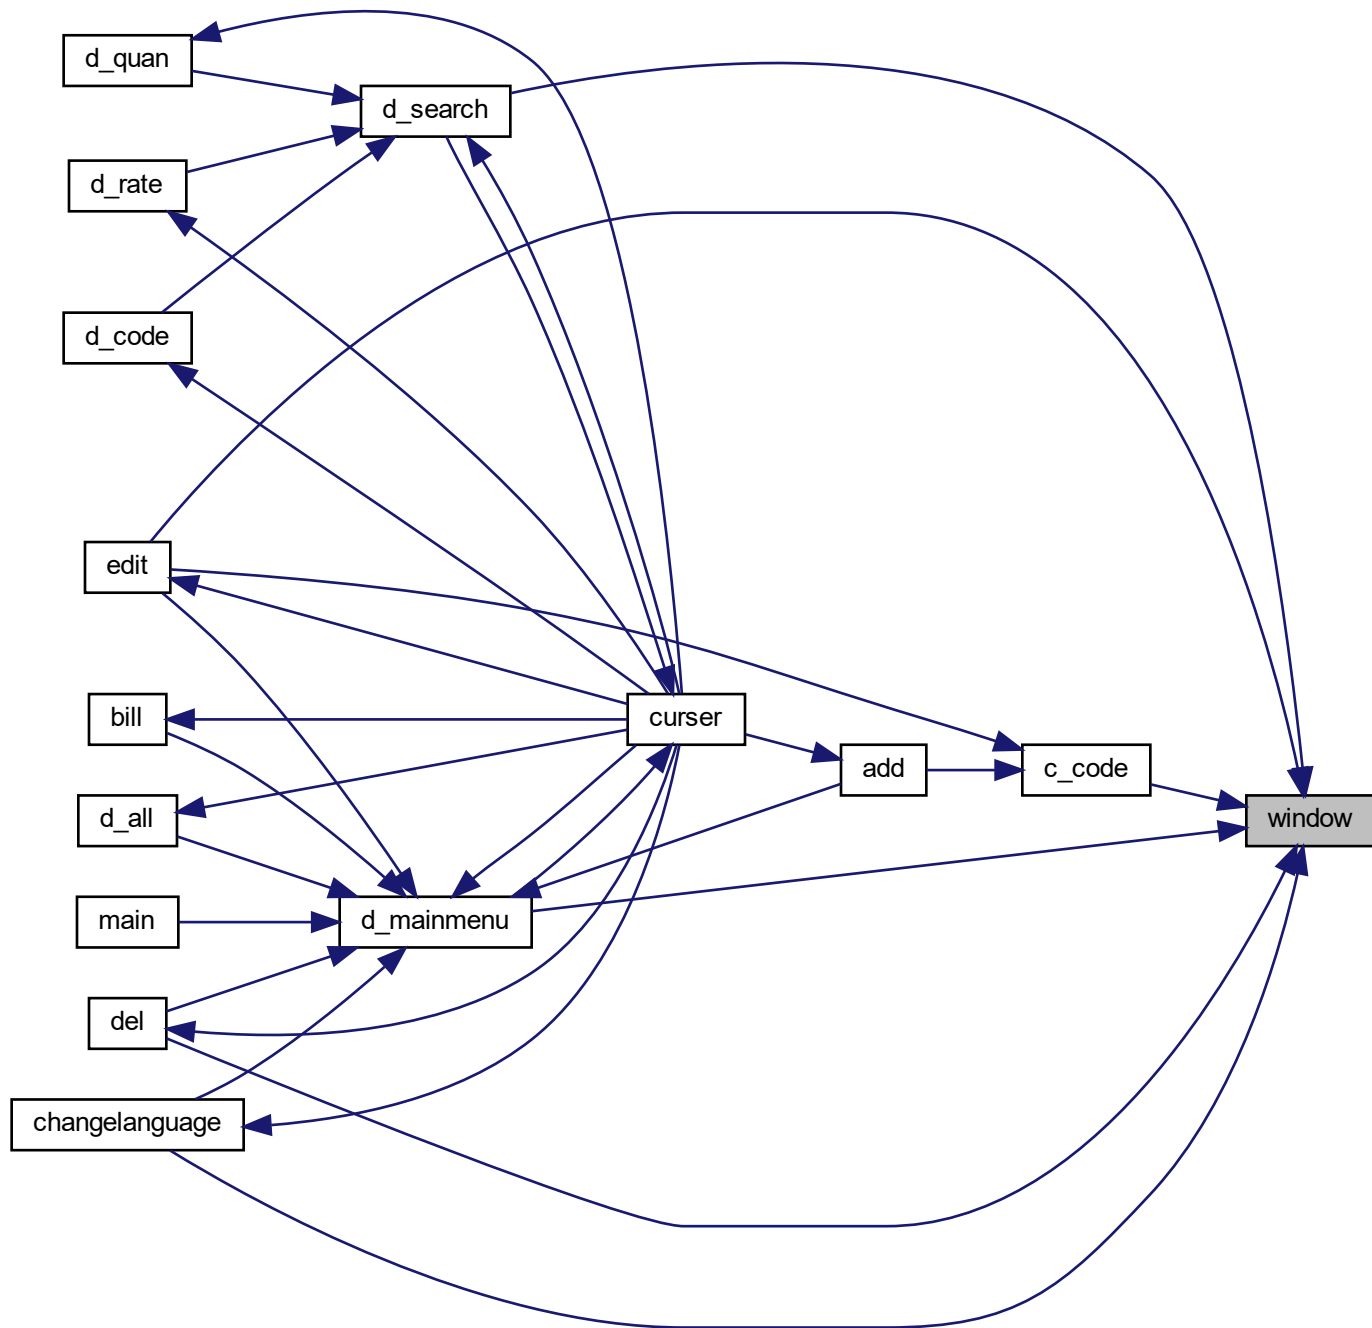 d_quan
d_search
d_rate
d_code
edit
bill
curser
add
c_code
d_all
window
main
d_mainmenu
del
changelanguage